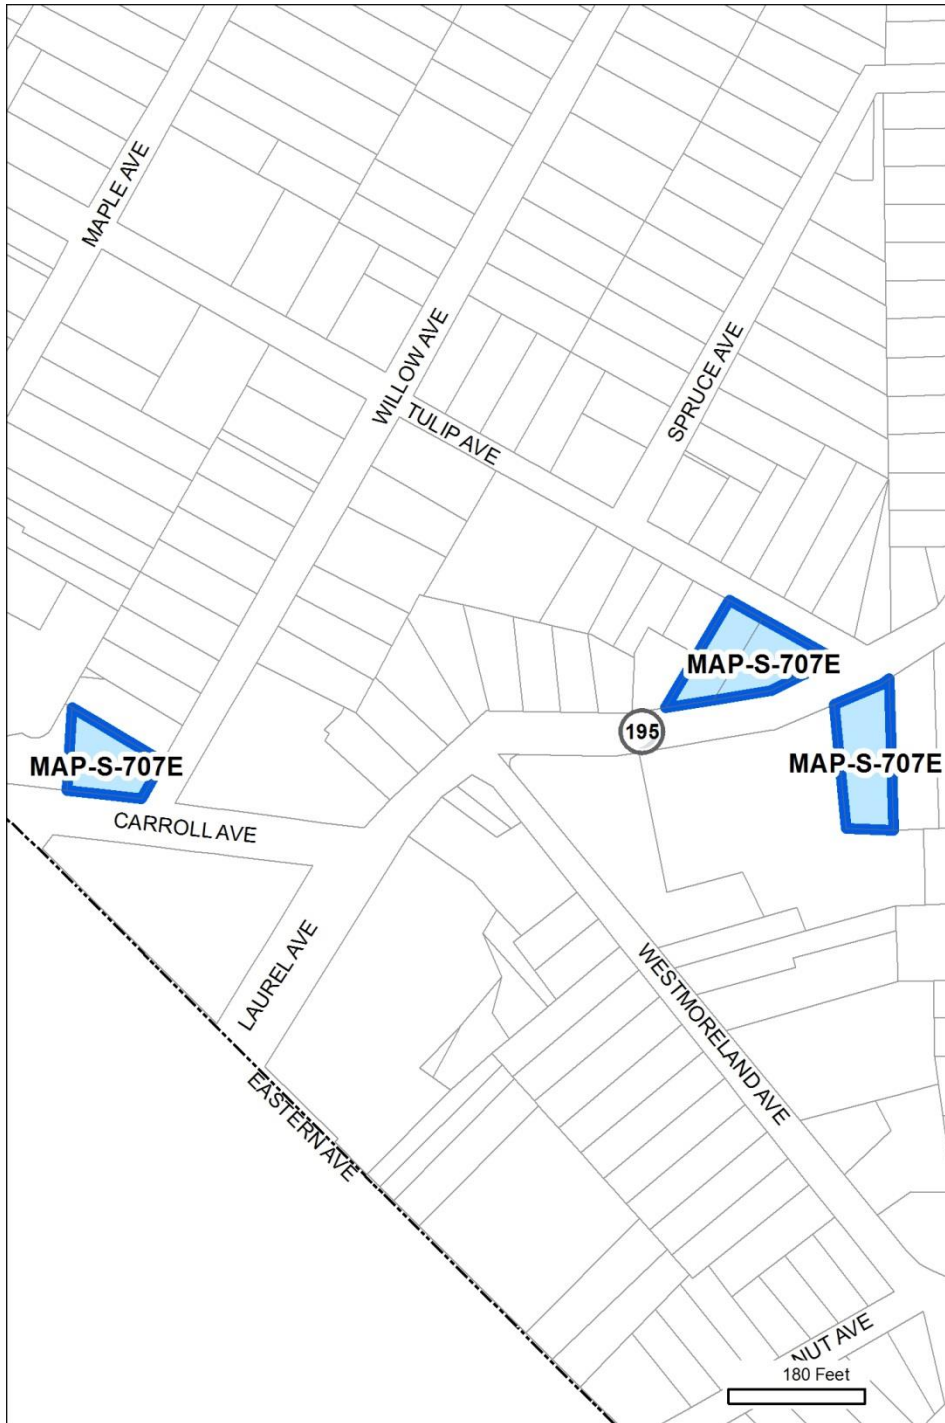 MAPLE AVE
WILLOW AVE
SPRUCE AVE
TULIP AVE
MAP-S-707E
195
MAP-S-707E
MAP-S-707E
CARROLL AVE
LAUREL AVE
WESTMORELAND AVE
EASTERN AVE
NUT AVE
180 Feet